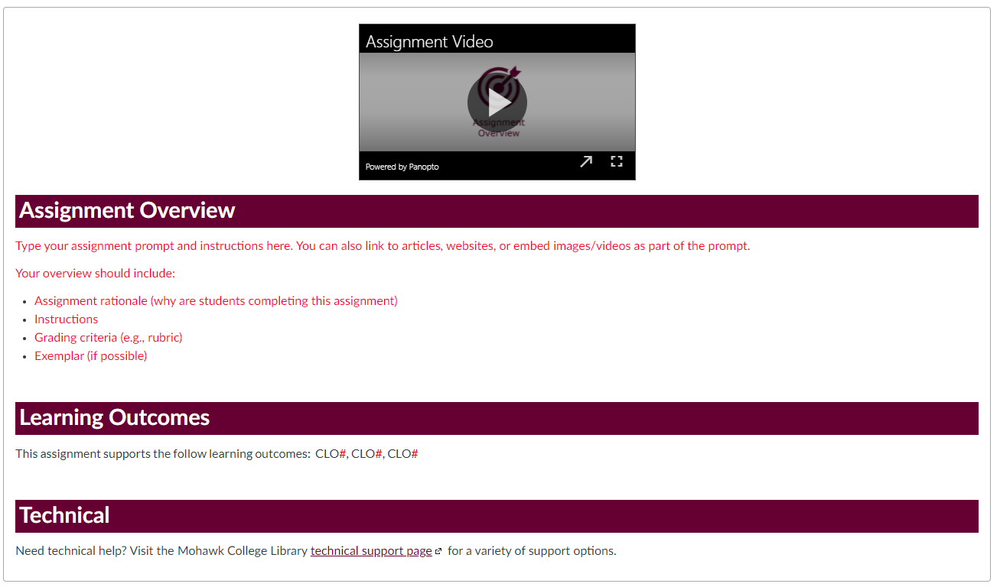 Assignment Video
Assignment
Overview
Powered by Panopto
Assignment Overview
Type your assignment prompt and instructions here. You can also link to articles, websites, or embed images/videos as part of the prompt.
Your overview should include:
• Assignment rationale (why are students completing this assignment)
• Instructions
• Grading criteria (e.g., rubric)
• Exemplar (if possible)
Learning Outcomes
This assignment supports the follow learning outcomes: CLO#, CLO#, CLO#
Technical
Need technical help? Visit the Mohawk College Library technical support page for a variety of support options.